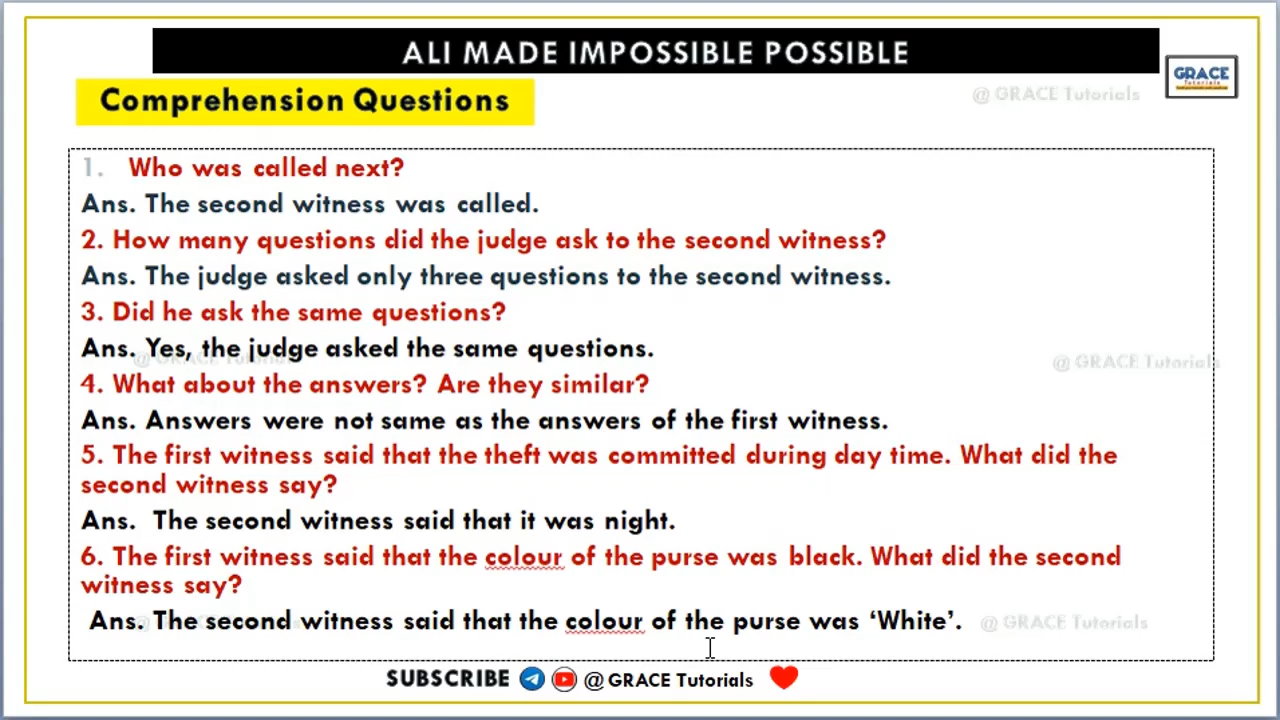 ALI MADE IMPOSSIBLE POSSIBLE
GRACE
Tutorials
Comprehension Questions
@ GRACE Tutorials
1. Who was called next?
Ans. The second witness was called.
2. How many questions did the judge ask to the second witness?
Ans. The judge asked only three questions to the second witness.
3. Did he ask the same questions?
Ans. Yes, the judge asked the same questions.
@ GRACE Tutorials
@ GRACE Tutorials
4. What about the answers? Are they similar?
Ans. Answers were not same as the answers of the first witness.
5. The first witness said that the theft was committed during day time. What did the
second witness say?
Ans. The second witness said that it was night.
6. The first witness said that the colour of the purse was black. What did the second
witness say?
Ans. The second witness said that the colour of the purse was ‘White’.
@ GRACE Tutorials
SUBSCRIBE @ GRACE Tutorials